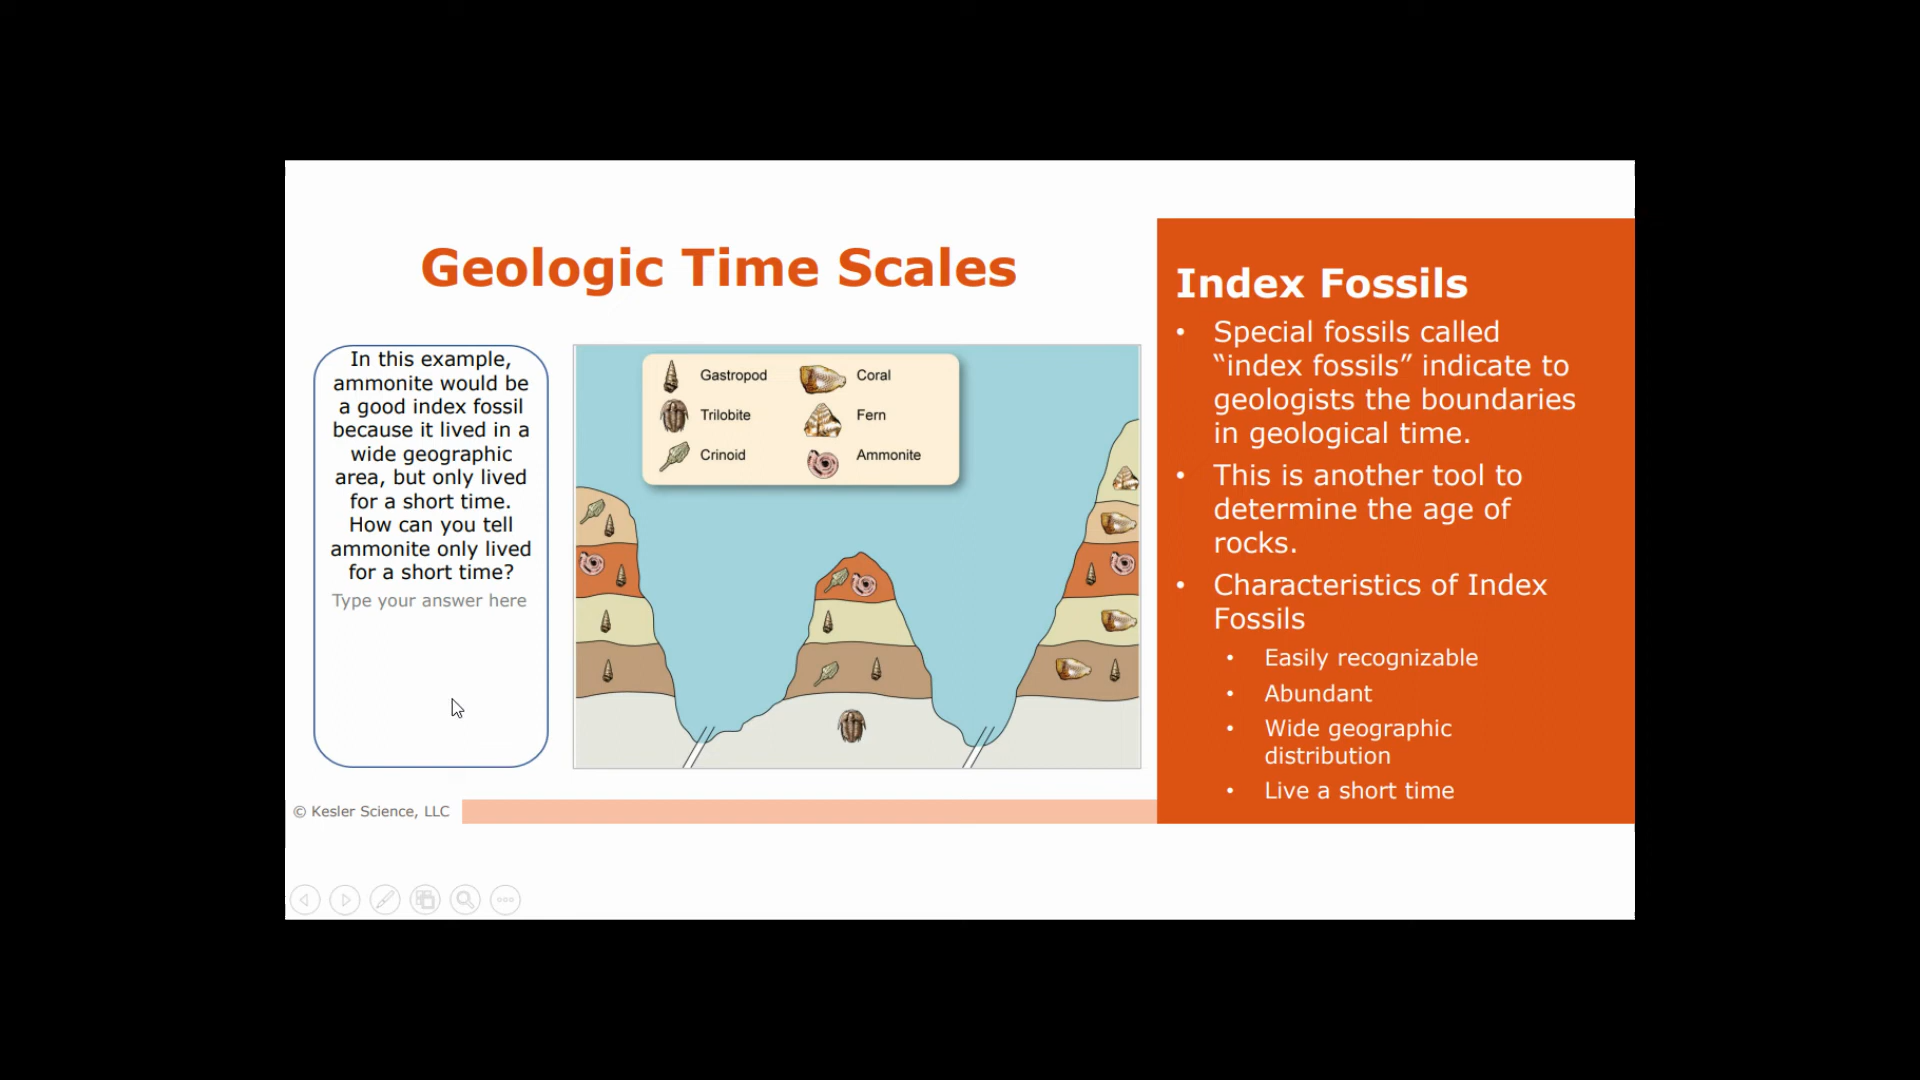 Geologic Time Scales
In this example,
ammonite would be
a good index fossil
because it lived in a
wide geographic
area, but only lived
for a short time.
How can you tell
ammonite only lived
for a short time?
Type your answer here
Gastropod
Coral
Trilobite
Fern
Crinoid
Ammonite
Index Fossils
• Special fossils called
“index fossils” indicate to
geologists the boundaries
in geological time.
• This is another tool to
determine the age of
rocks.
• Characteristics of Index
Fossils
• Easily recognizable
• Abundant
• Wide geographic
distribution
• Live a short time
© Kesler Science, LLC